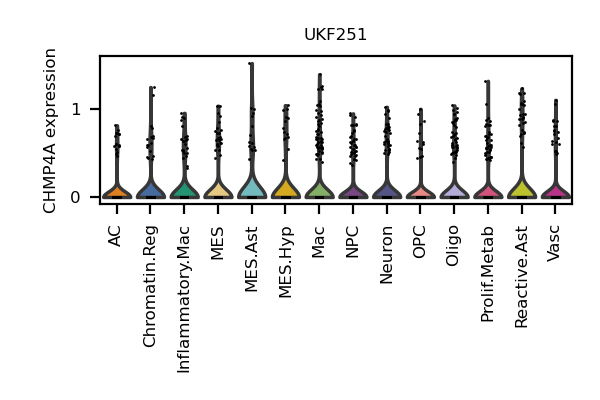 UKF251
CHMP4A expression
1
0
AC
Chromatin.Reg
Inflammatory.Mac
MES
MES.Ast
MES.Hyp
Mac
NPC
Neuron
OPC
Oligo
Prolif.Metab
Reactive.Ast
Vasc